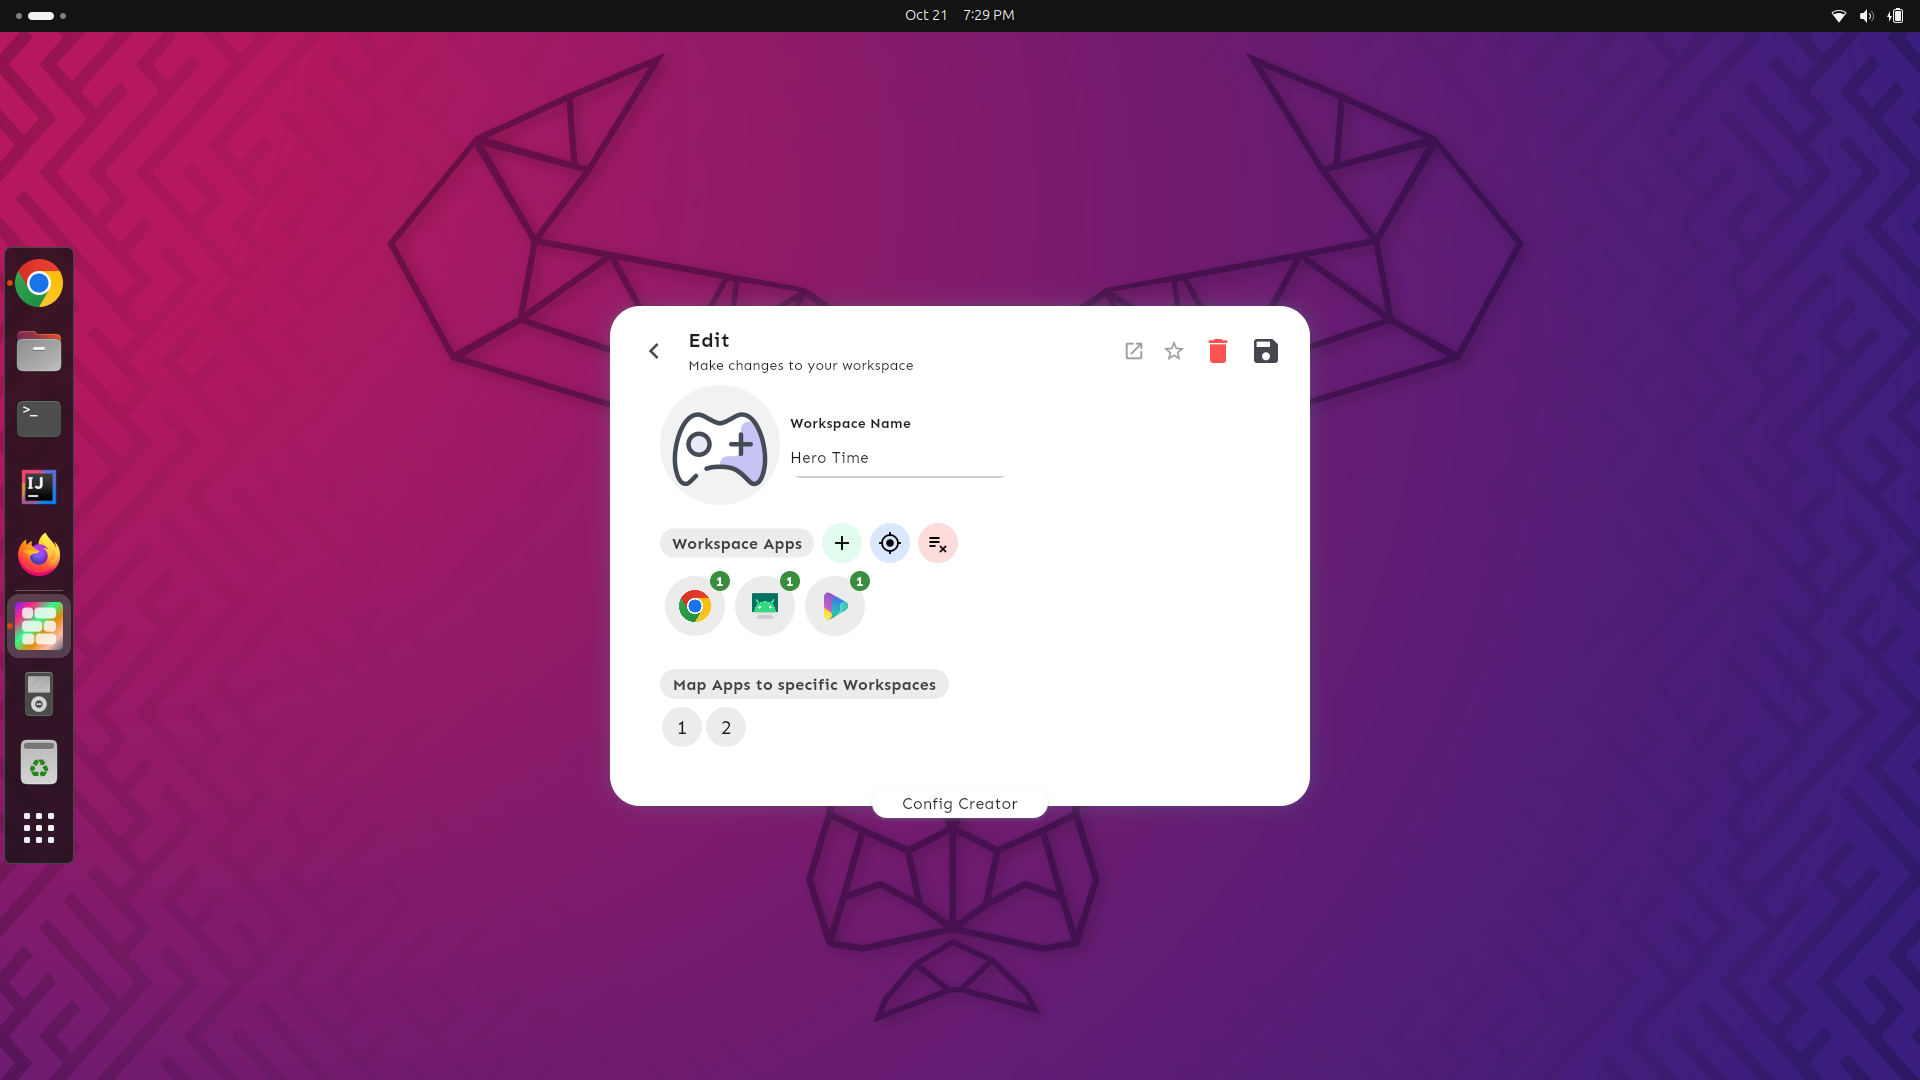 Oct 21 7:29 PM
Edit
Make changes to your workspace
Workspace Name
Hero Time
Workspace Apps
1 1 1
Map Apps to specific Workspaces
1 2
Config Creator
>_
IJ